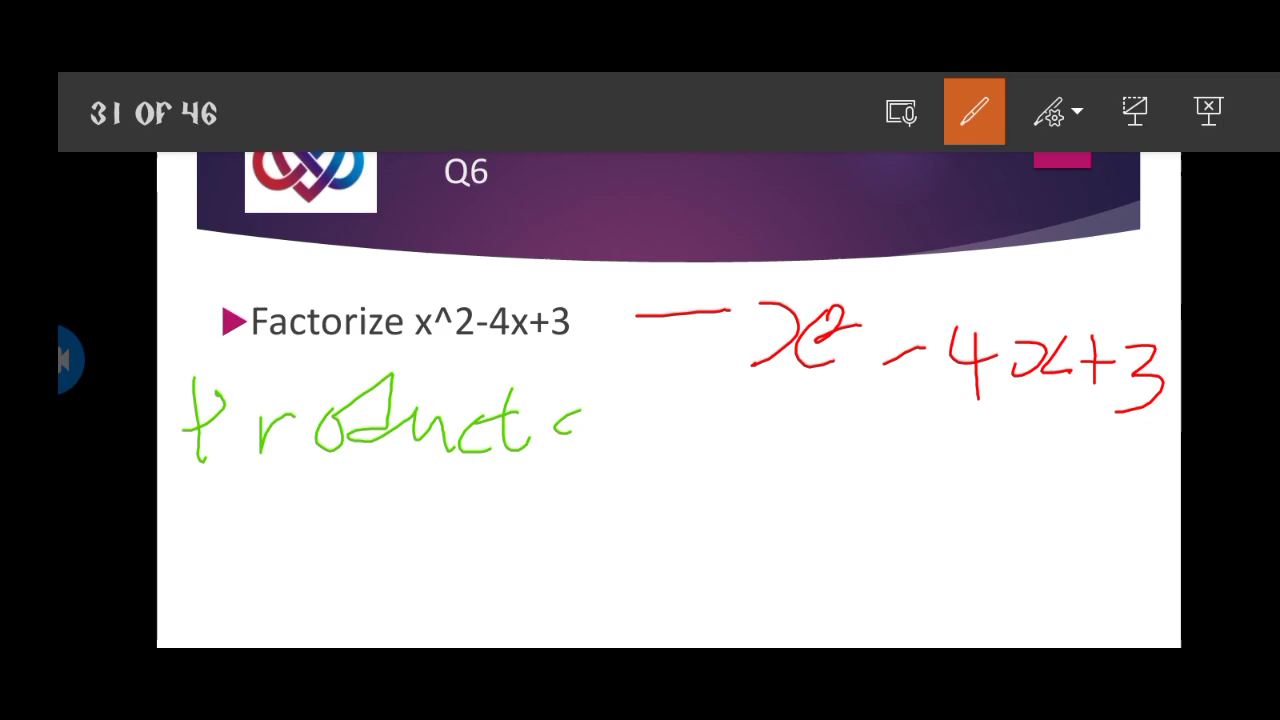 31 OF 46
Q6
Factorize x^2-4x+3
— x² - 4x+3
Product